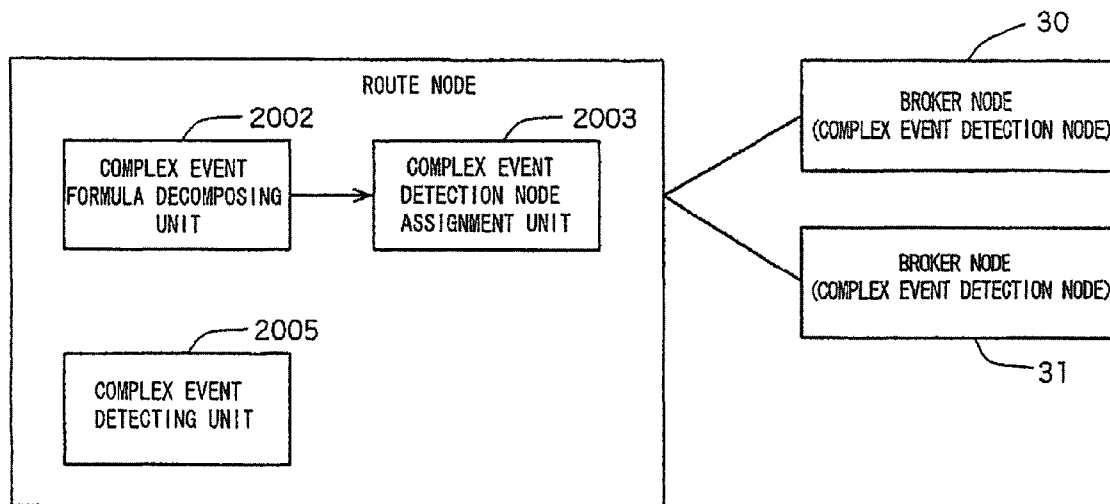 30
ROUTE NODE
BROKER NODE
(COMPLEX EVENT DETECTION NODE)
2002
2003
COMPLEX EVENT
FORMULA DECOMPOSING
UNIT
COMPLEX EVENT
DETECTION NODE
ASSIGNMENT UNIT
BROKER NODE
(COMPLEX EVENT DETECTION NODE)
31
2005
COMPLEX EVENT
DETECTING UNIT